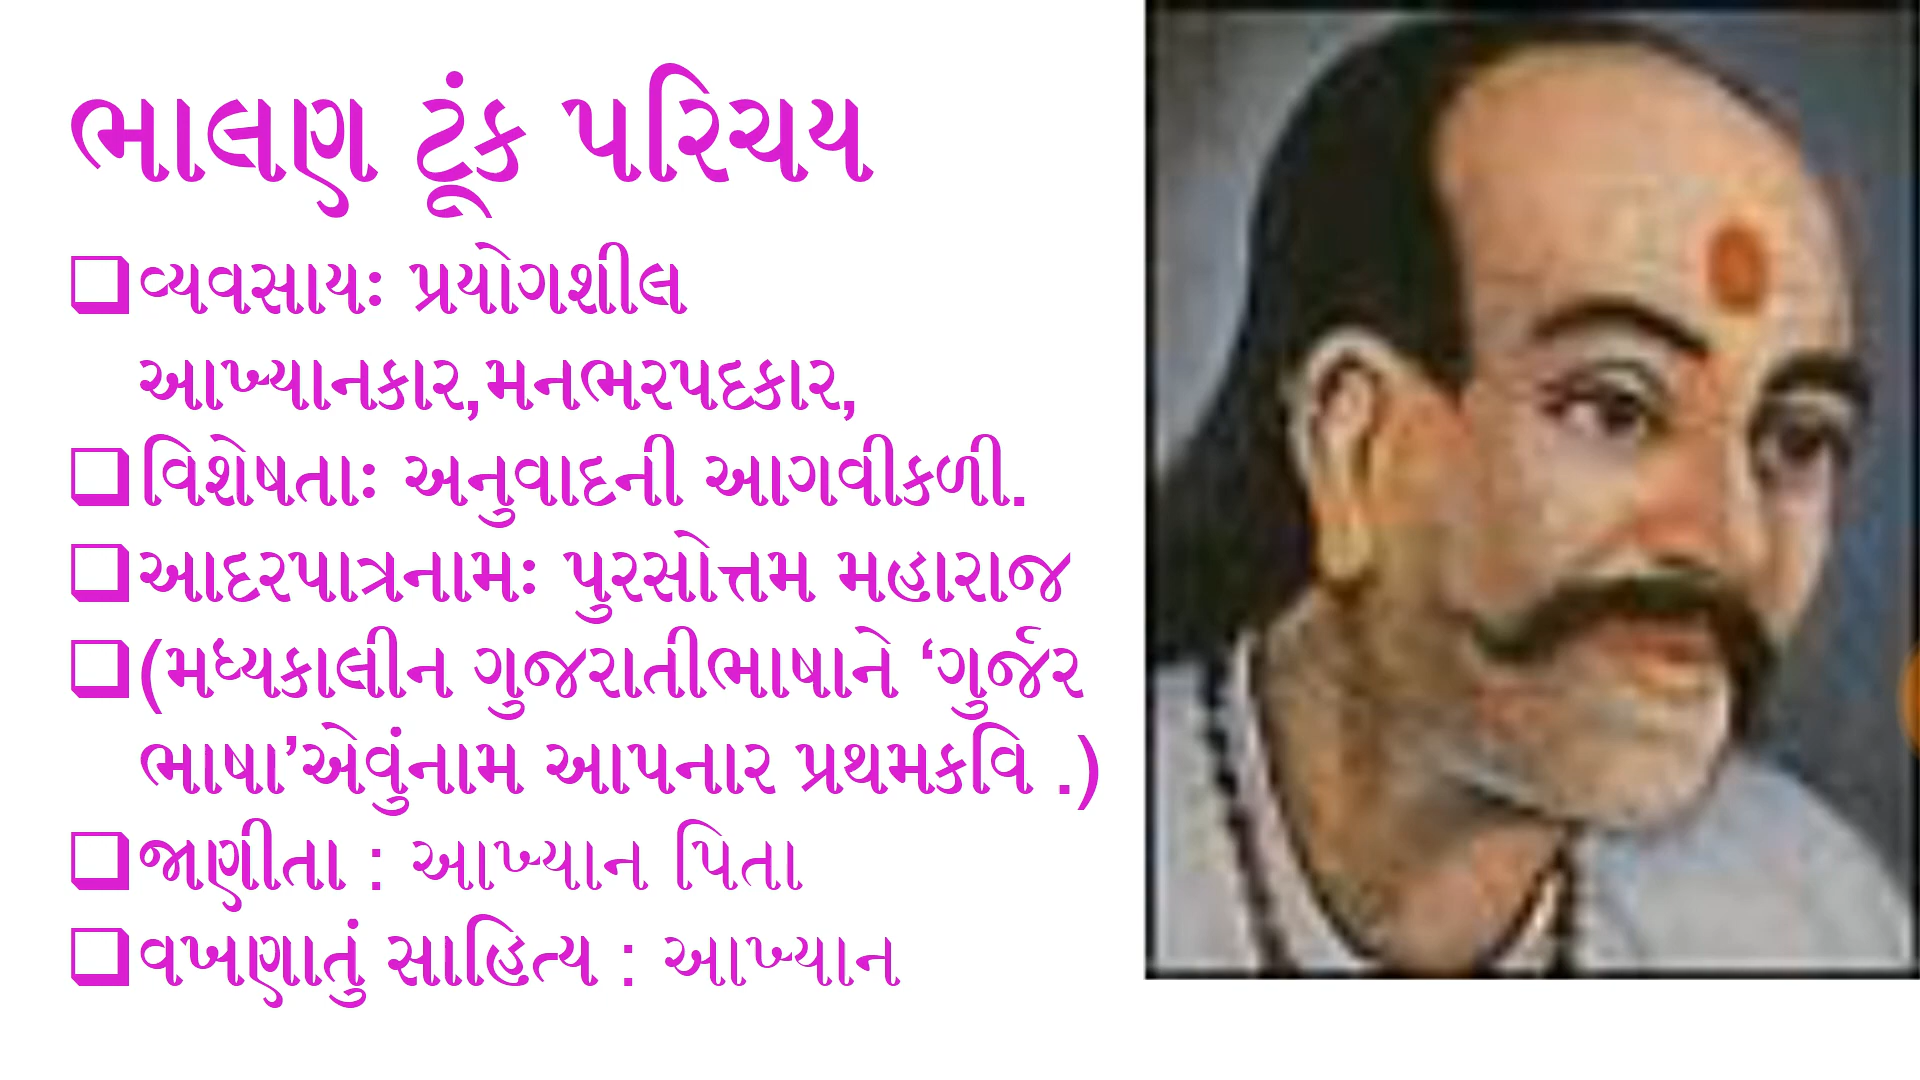 ભાલણ ટૂંક પરિચય
❑વ્યવસાયઃ પ્રયોગશીલ
આખ્યાનકાર,મનભરપદકાર,
❑વિશેષતાઃ અનુવાદની આગવીકળી.
❑આદરપાત્રનામઃ પુરસોત્તમ મહારાજ
❑(મધ્યકાલીન ગુજરાતીભાષાને ‘ગુર્જર
ભાષા’એવુંનામ આપનાર પ્રથમકવિ .)
❑જાણીતા : આખ્યાન પિતા
❑વખણાતું સાહિત્ય : આખ્યાન